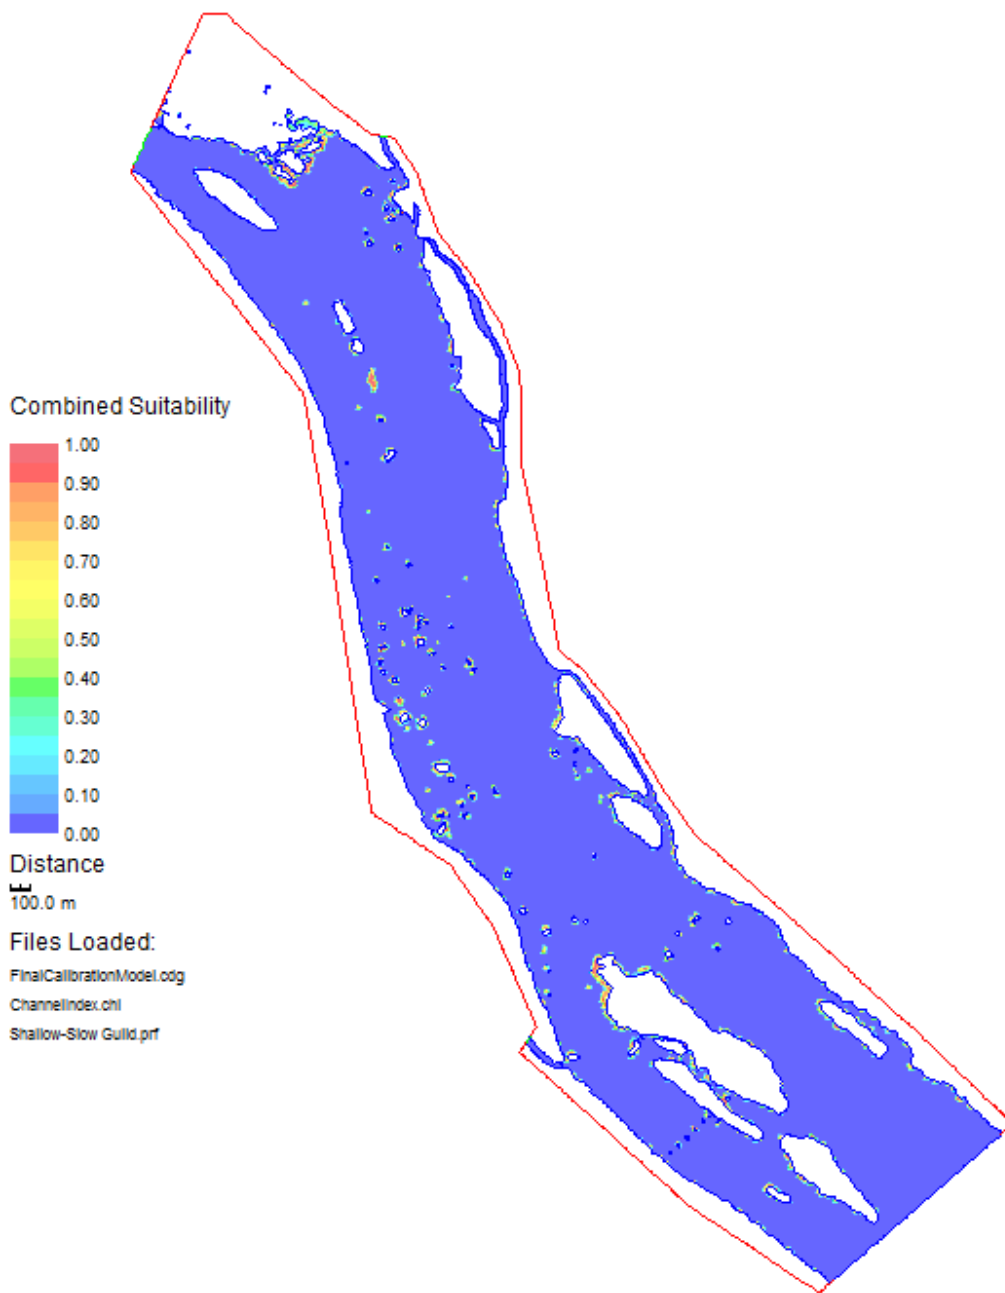 Combined Suitability
1.00
0.90
0.80
0.70
0.60
0.50
0.40
0.30
0.20
0.10
0.00
Distance
100.0 m
Files Loaded:
FinalCalibrationModel.cdg
ChannelIndex.chi
Shallow-Slow Guild.prf